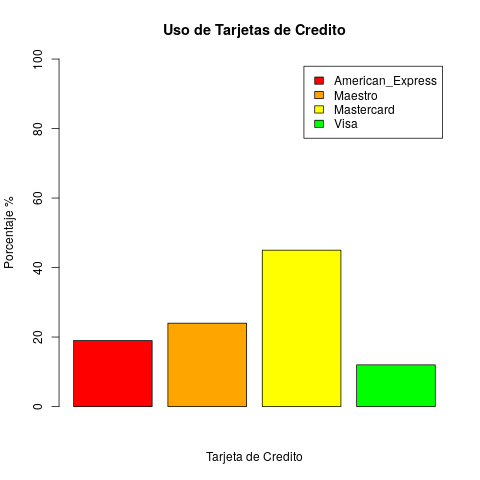 Uso de Tarjetas de Credito
American_Express
Maestro
Mastercard
Visa
Porcentaje %
100
80
60
40
20
0
Tarjeta de Credito